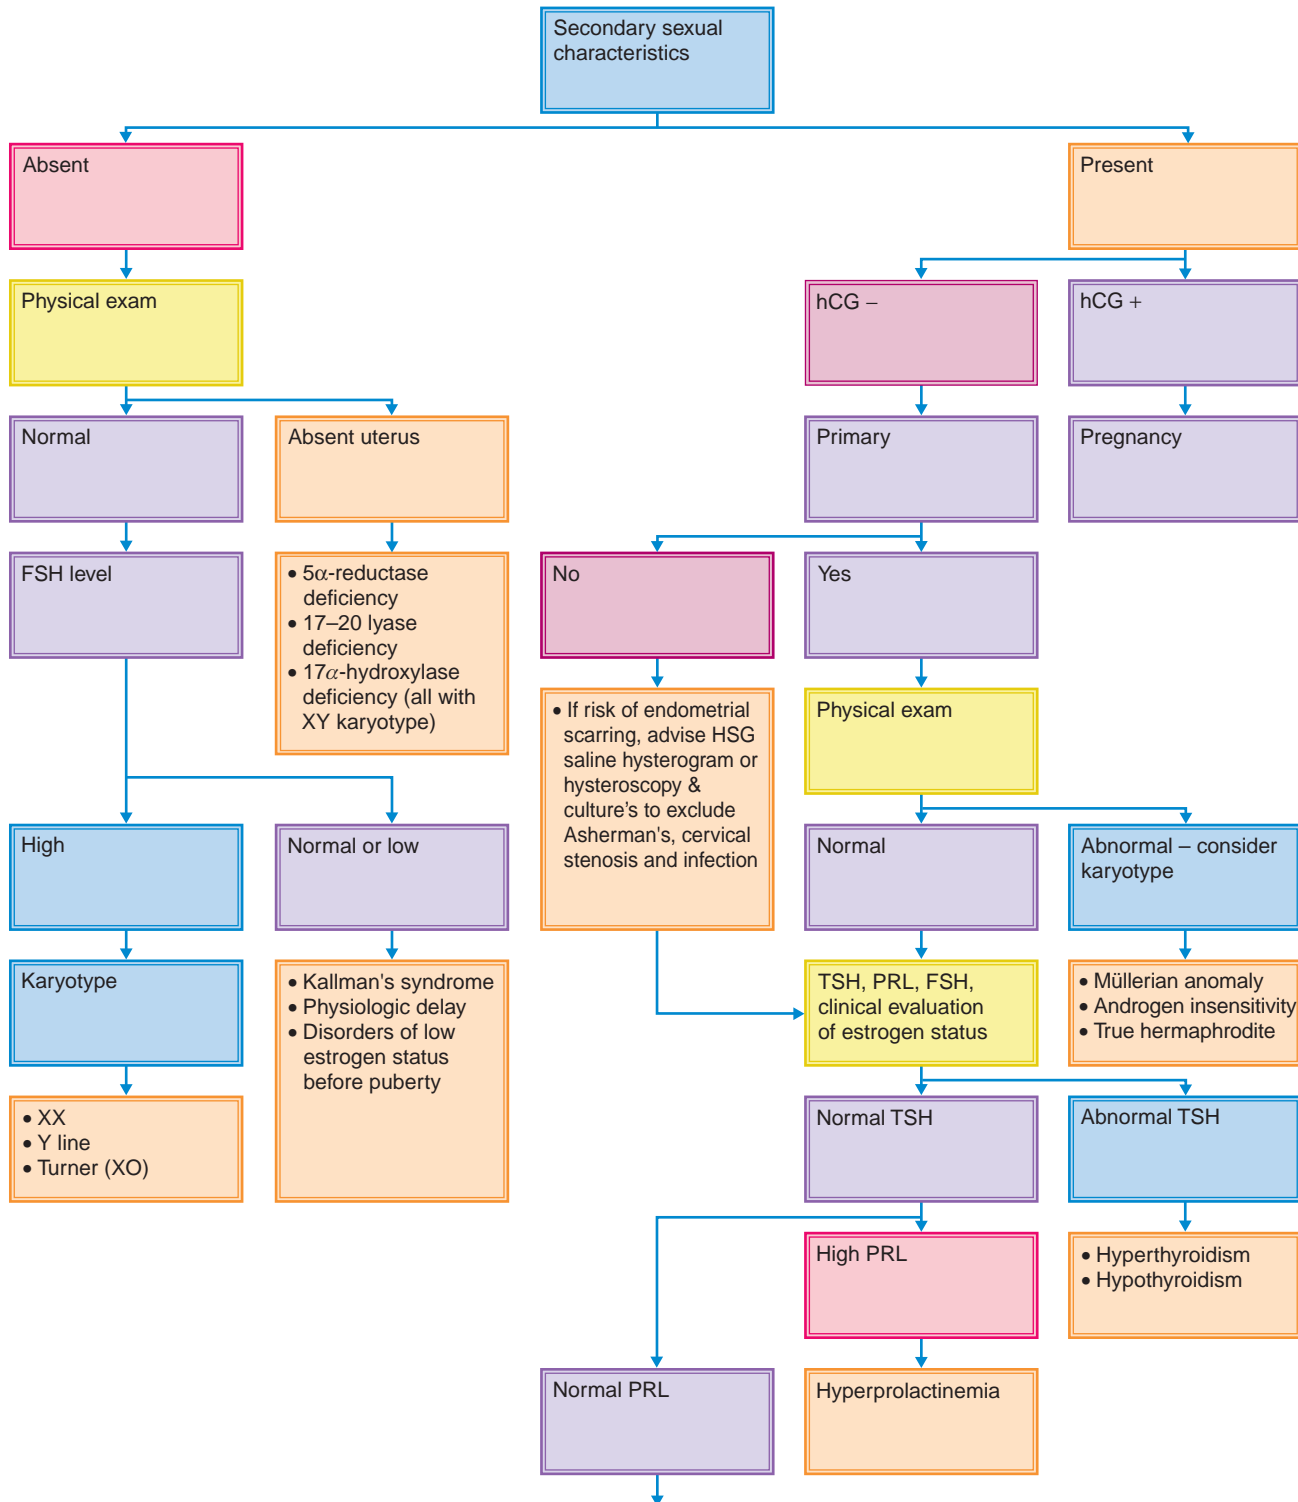 Secondary sexual
characteristics
Absent
Present
Physical exam
hCG –
hCG +
Normal
Absent uterus
Primary
Pregnancy
FSH level
• 5α-reductase
deficiency
• 17–20 lyase
deficiency
• 17α-hydroxylase
deficiency (all with
XY karyotype)
No
Yes
• If risk of endometrial
scarring, advise HSG
saline hysterogram or
hysteroscopy &
culture's to exclude
Asherman's, cervical
stenosis and infection
Physical exam
High
Normal or low
Normal
Abnormal – consider
karyotype
Karyotype
• Kallman's syndrome
• Physiologic delay
• Disorders of low
estrogen status
before puberty
TSH, PRL, FSH,
clinical evaluation
of estrogen status
• Müllerian anomaly
• Androgen insensitivity
• True hermaphrodite
• XX
• Y line
• Turner (XO)
Normal TSH
Abnormal TSH
High PRL
• Hyperthyroidism
• Hypothyroidism
Normal PRL
Hyperprolactinemia